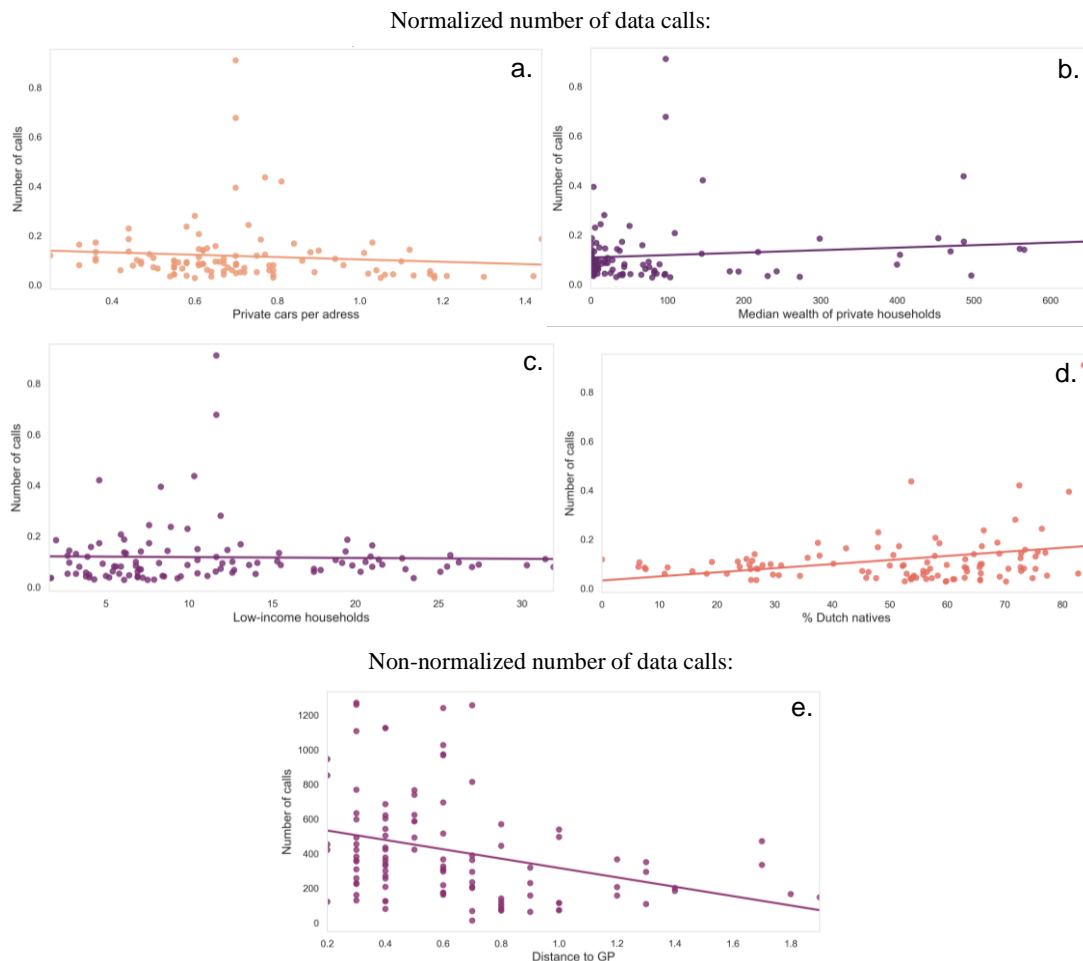 Normalized number of data calls:
a.
Number of calls
0.8
0.6
0.4
0.2
0.0
0.4 0.6 0.8 1.0 1.2 1.4
Private cars per adress
b.
Number of calls
0.8
0.6
0.4
0.2
0.0
0 100 200 300 400 500 600
Median wealth of private households
c.
Number of calls
0.8
0.6
0.4
0.2
0.0
5 10 15 20 25 30
Low-income households
d.
Number of calls
0.8
0.6
0.4
0.2
0.0
0 10 20 30 40 50 60 70 80
% Dutch natives
Non-normalized number of data calls:
e.
Number of calls
1200
1000
800
600
400
200
0
0.2 0.4 0.6 0.8 1.0 1.2 1.4 1.6 1.8
Distance to GP